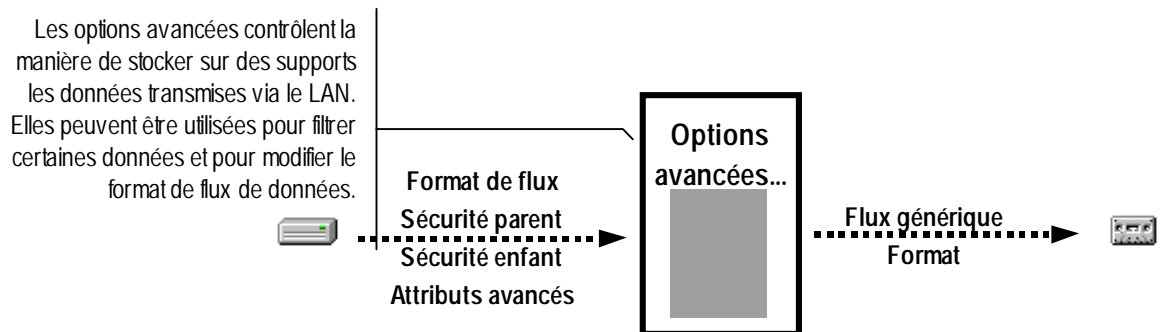 Les options avancées contrôlent la
manière de stocker sur des supports
les données transmises via le LAN.
Elles peuvent être utilisées pour filtrer
certaines données et pour modifier le
format de flux de données.
Format de flux
Sécurité parent
Sécurité enfant
Attributs avancés
Options
avancées...
Flux générique
Format